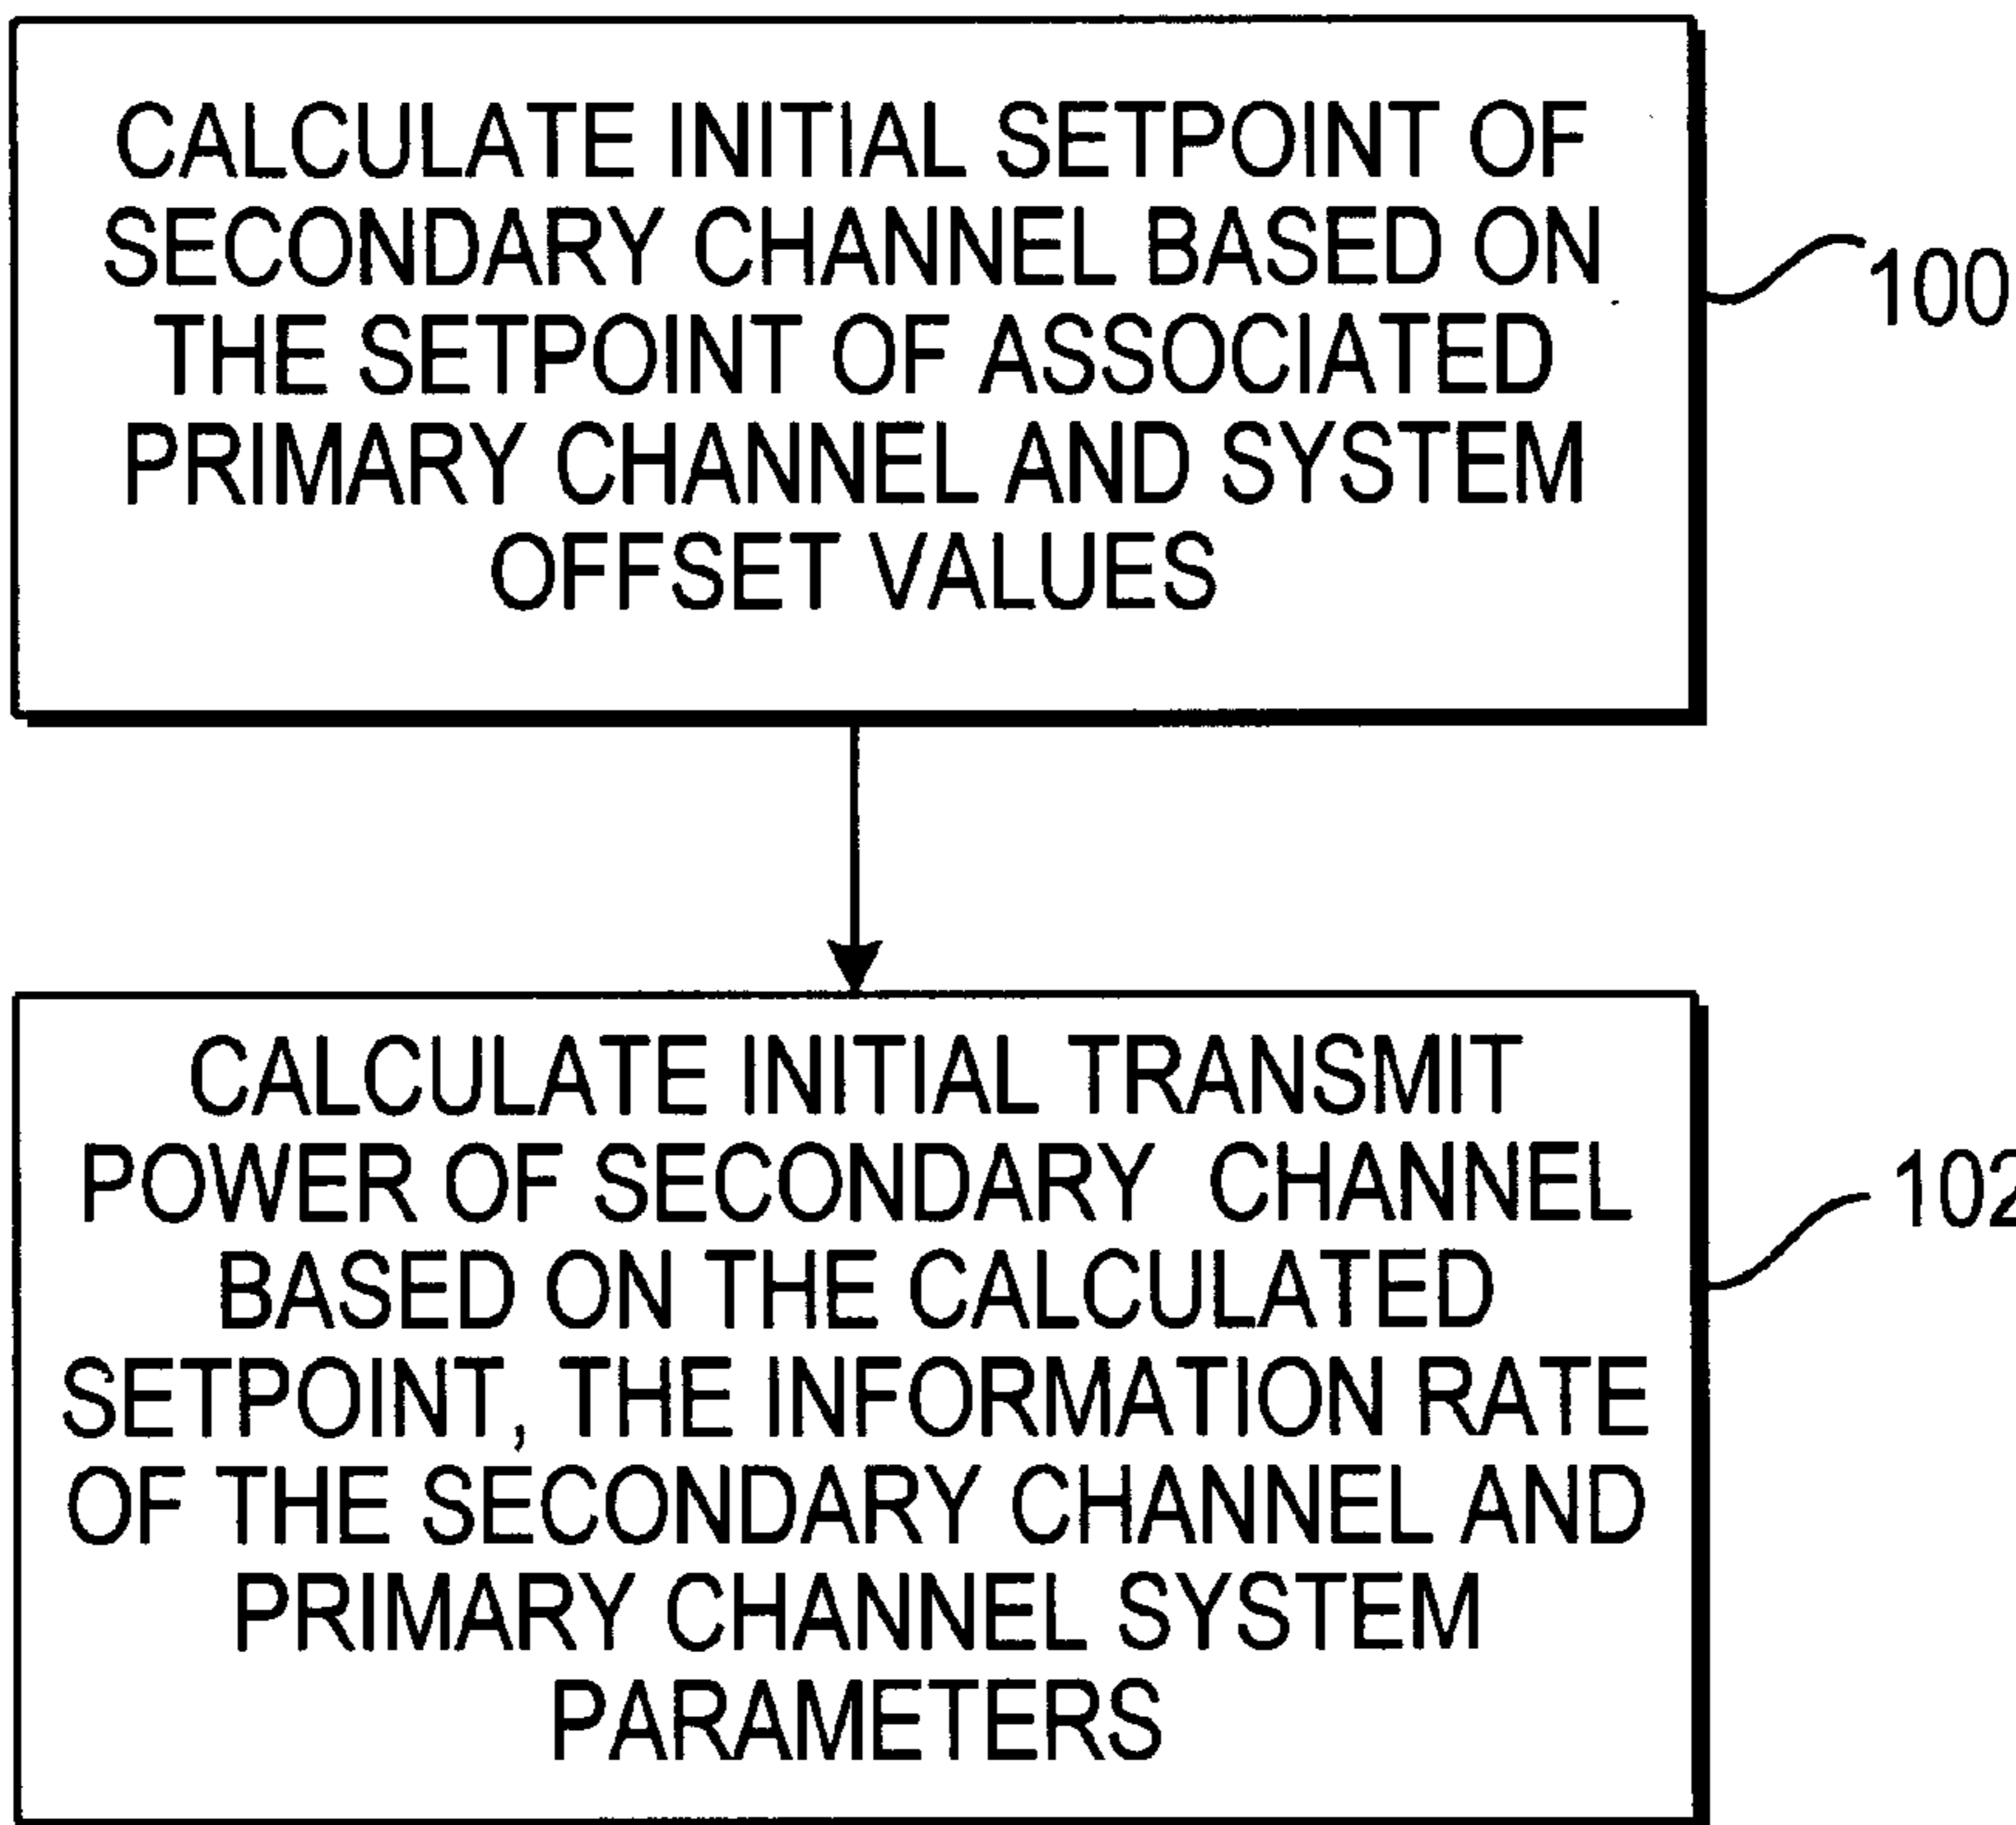 CALCULATE INITIAL SETPOINT OF
SECONDARY CHANNEL BASED ON
THE SETPOINT OF ASSOCIATED
PRIMARY CHANNEL AND SYSTEM
OFFSET VALUES
100
CALCULATE INITIAL TRANSMIT
POWER OF SECONDARY CHANNEL
BASED ON THE CALCULATED
SETPOINT, THE INFORMATION RATE
OF THE SECONDARY CHANNEL AND
PRIMARY CHANNEL SYSTEM
PARAMETERS
102